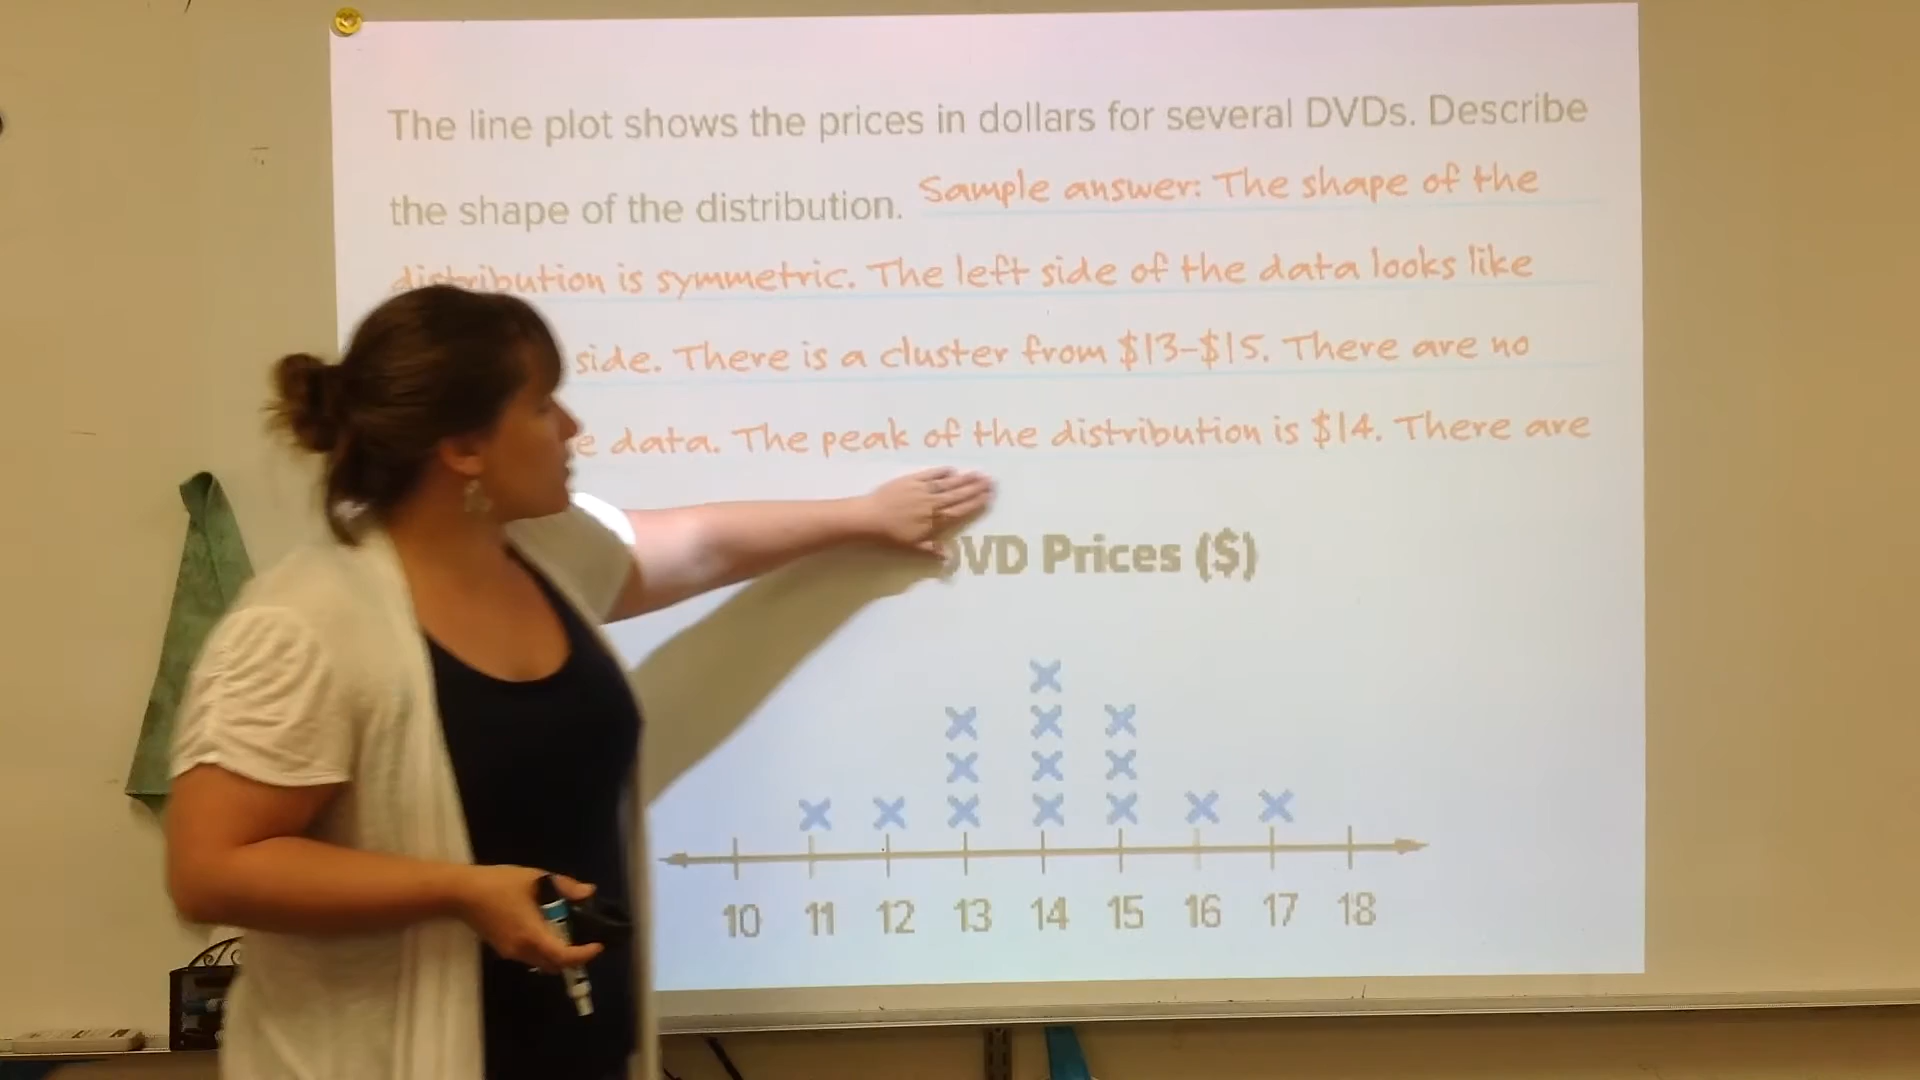 The line plot shows the prices in dollars for several DVDs. Describe
the shape of the distribution. Sample answer: The shape of the
distribution is symmetric. The left side of the data looks like
side. There is a cluster from $13-$15. There are no
data. The peak of the distribution is $14. There are
DVD Prices ($)
10 11 12 13 14 15 16 17 18